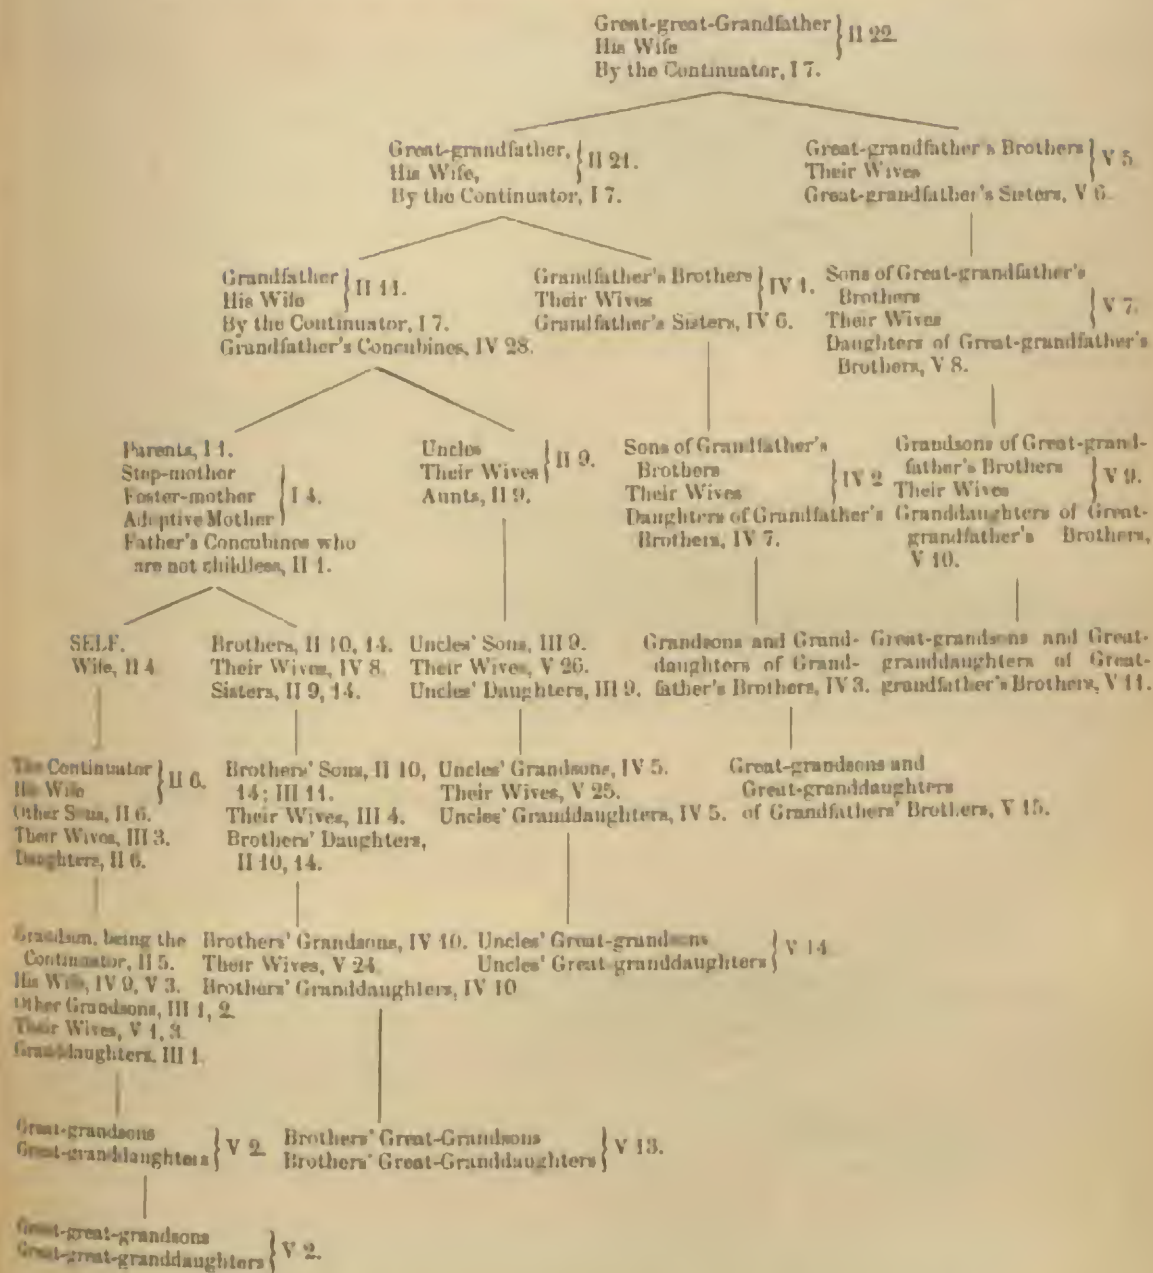 Great-great-Grandfather
His Wife
II 22.
By the Continuator, I 7.
Great-grandfather,
His Wife,
II 21.
By the Continuator, I 7.
Great-grandfather's Brothers
Their Wives
V 5
Great-grandfather's Sisters, V 6.
Grandfather
His Wife
II 11.
By the Continuator, I 7.
Grandfather's Concubines, IV 28.
Grandfather's Brothers
Their Wives
IV 1.
Grandfather's Sisters, IV 6.
Sons of Great-grandfather's
Brothers
Their Wives
V 7.
Daughters of Great-grandfather's
Brothers, V 8.
Parents, I 1.
Step-mother
Foster-mother
Adoptive Mother
I 4.
Father's Concubines who
are not childless, II 1.
Uncles
Their Wives
II 9.
Aunts, II 9.
Sons of Grandfather's
Brothers
Their Wives
IV 2
Daughters of Grandfather's
Brothers, IV 7.
Grandsons of Great-grand-
father's Brothers
Their Wives
V 9.
Granddaughters of Great-
grandfather's Brothers,
V 10.
SELF.
Wife, II 4
Brothers, II 10, 14.
Their Wives, IV 8.
Sisters, II 9, 14.
Uncles' Sons, III 9.
Their Wives, V 26.
Uncles' Daughters, III 9.
Grandsons and Grand-
daughters of Grand-
father's Brothers, IV 3.
Great-grandsons and Great-
granddaughters of Great-
grandfather's Brothers, V 11.
The Continuator
His Wife
II 6.
Other Sons, II 6.
Their Wives, III 3.
Daughters, II 6.
Brothers' Sons, II 10,
14; III 11.
Their Wives, III 4.
Brothers' Daughters,
II 10, 14.
Uncles' Grandsons, IV 5.
Their Wives, V 25.
Uncles' Granddaughters, IV 5.
Great-grandsons and
Great-granddaughters
of Grandfathers' Brothers, V 15.
Grandson, being the
Continuator, II 5.
His Wife, IV 9, V 3.
Other Grandsons, III 1, 2.
Their Wives, V 1, 3.
Granddaughters, III 1.
Brothers' Grandsons, IV 10.
Their Wives, V 24
Brothers' Granddaughters, IV 10
Uncles' Great-grandsons
Uncles' Great-granddaughters
V 14
Great-grandsons
Great-granddaughters
V 2.
Brothers' Great-Grandsons
Brothers' Great-Granddaughters
V 13.
Great-great-grandsons
Great-great-granddaughters
V 2.